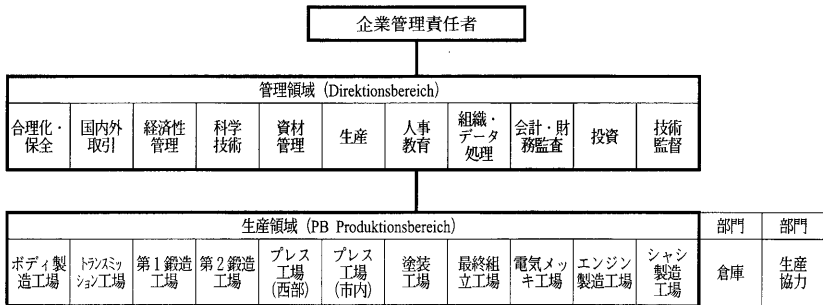 企業管理責任者
管理領域 (Direktionsbereich)
合理化・
保全
国内外
取引
経済性
管理
科学
技術
資材
管理
生産
人事
教育
組織・
データ
処理
会計・財
務監査
投資
技術
監督
生産領域 (PB Produktionsbereich)
部門
部門
ボディ製
造工場
トランスミッ
ション工場
第1鍛造
工場
第2鍛造
工場
プレス
工場
(西部)
プレス
工場
(市内)
塗装
工場
最終組
立工場
電気メッ
キ工場
エンジン
製造工場
シャシ
製造
工場
倉庫
生産
協力